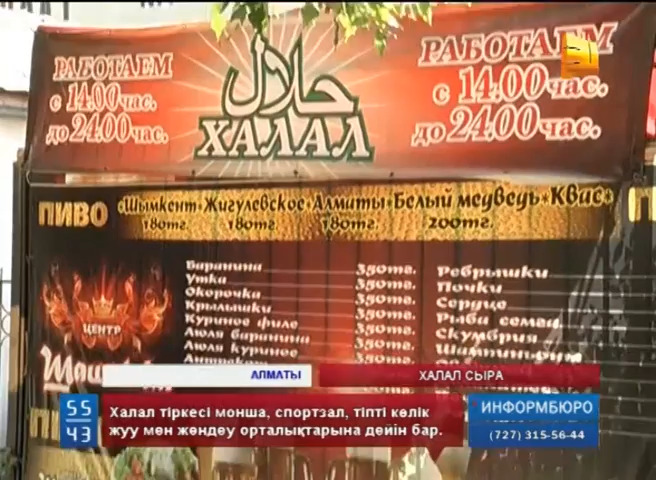 РАБОТАЕМ
с 14.00 час.
до 24.00 час.
حلال
ХАЛАЛ
РАБОТАЕМ
с 14.00 час.
до 24.00 час.
ПИВО
«Шымкент»Жигулевское»Алматы»Белый медведь»Квас»
180тг. 180тг. 180тг. 200тг.
Баранина 350тг.
Утка 350тг.
Окорочка 350тг.
Крылышки 350тг.
Куриное филе 350тг.
Люля баранина 350тг.
Люля куриное 350тг.
Ребрышки
Почки
Сердце
Рыба семга
Скумбрия
Шампиньоны
ЦЕНТР
АЛМАТЫ
ХАЛАЛ СЫРА
55
43
Халал тіркесі монша, спортзал, тіпті көлік
жуу мен жөндеу орталықтарына дейін бар.
ИНФОРМБЮРО
(727) 315-56-44